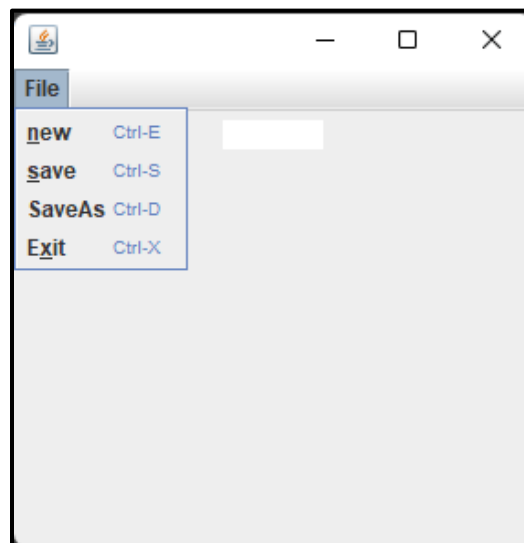 File
new Ctrl-E
save Ctrl-S
SaveAs Ctrl-D
Exit Ctrl-X